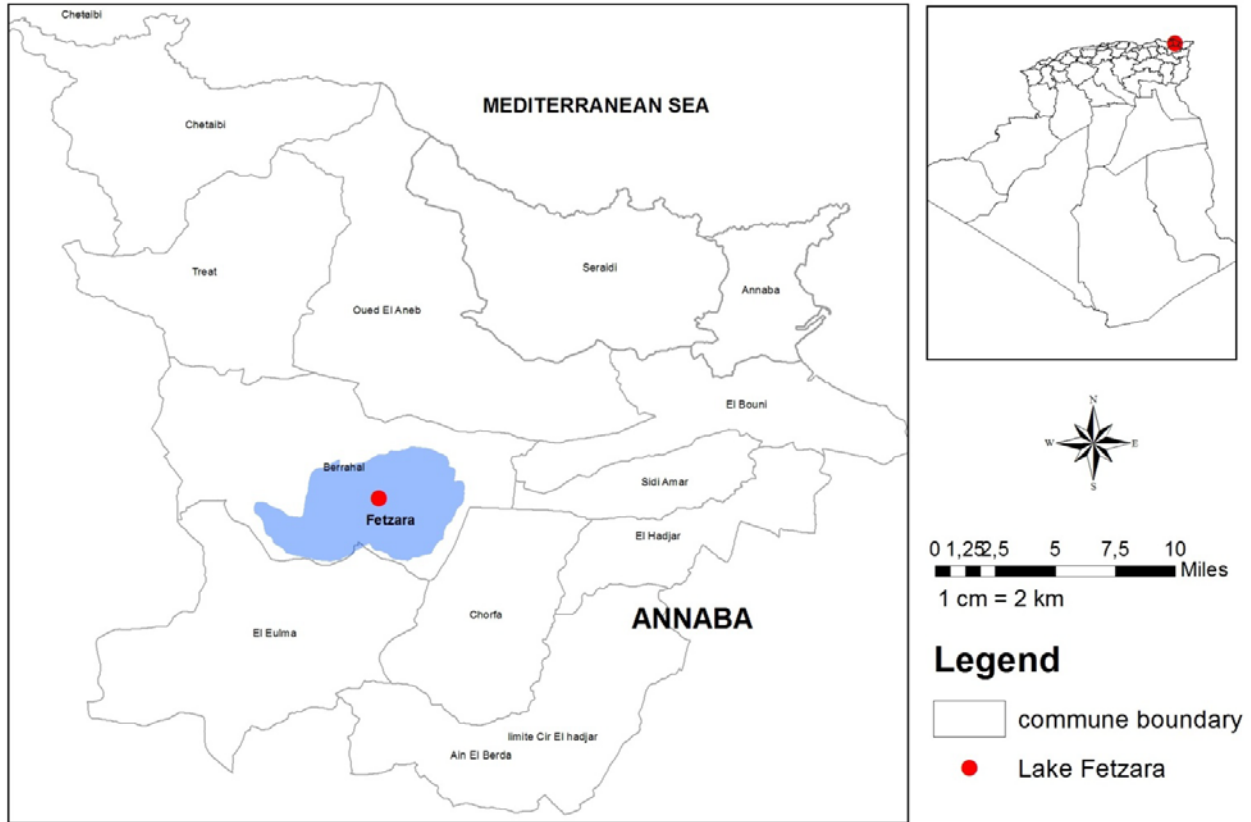 Chetaibi
Chetaibi
MEDITERRANEAN SEA
Treat
Seraidi
Annaba
Oued El Aneb
El Bouni
Berrahal
Sidi Amar
Fetzara
El Hadjar
Chorfa
ANNABA
El Eulma
limite Cir El hadjar
Ain El Berda
N
W E
S
0 1,25 2,5 5 7,5 10
Miles
1 cm = 2 km
Legend
commune boundary
Lake Fetzara